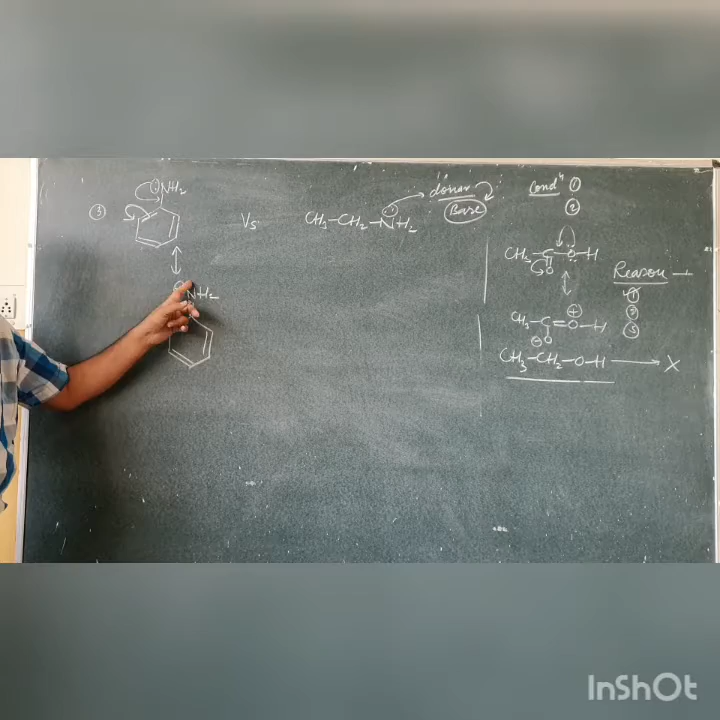 ③ NH₂ Vs CH₃-CH₂-NH₂ donar
Base
NH₂
Condⁿ ①
②
CH₃-C-O-H
O
Reason
①
②
③
CH₃-C=O-H
O
CH₃-CH₂-O-H → X
InShOt